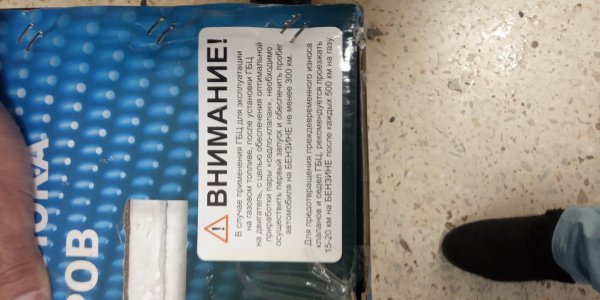 ВНИМАНИЕ!
В случае применения ГБЦ для эксплуатации
на газовом топливе, после установки ГБЦ
на двигатель, с целью обеспечения оптимальной
приработки пары «седло-клапан», необходимо
осуществить первый запуск и обеспечить пробег
автомобиля на БЕНЗИНЕ не менее 300 км.
Для предотвращения преждевременного износа
клапанов и седел ГБЦ, рекомендуется проезжать
15-20 км на БЕНЗИНЕ после каждых 500 км на газу.